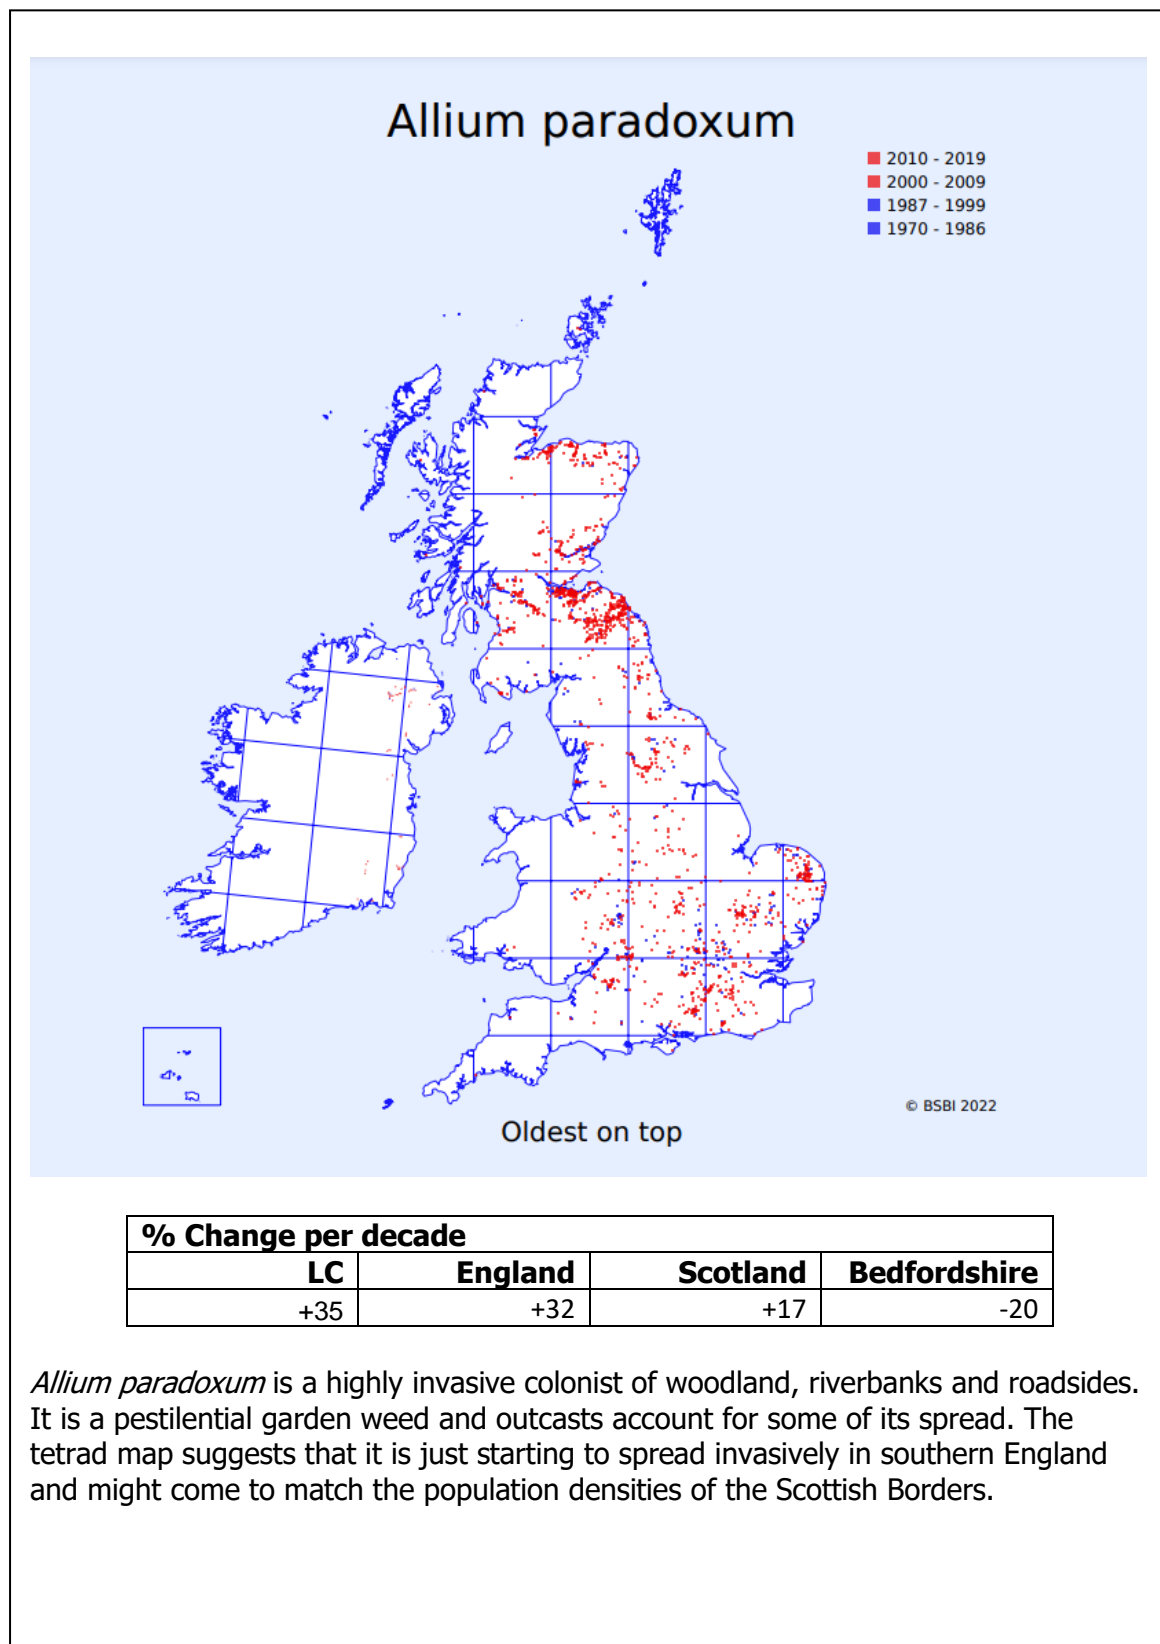 Allium paradoxum
2010 - 2019
2000 - 2009
1987 - 1999
1970 - 1986
© BSBI 2022
Oldest on top
% Change per decade
LC England Scotland Bedfordshire
+35 +32 +17 -20
Allium paradoxum is a highly invasive colonist of woodland, riverbanks and roadsides.
It is a pestilential garden weed and outcasts account for some of its spread. The
tetrad map suggests that it is just starting to spread invasively in southern England
and might come to match the population densities of the Scottish Borders.